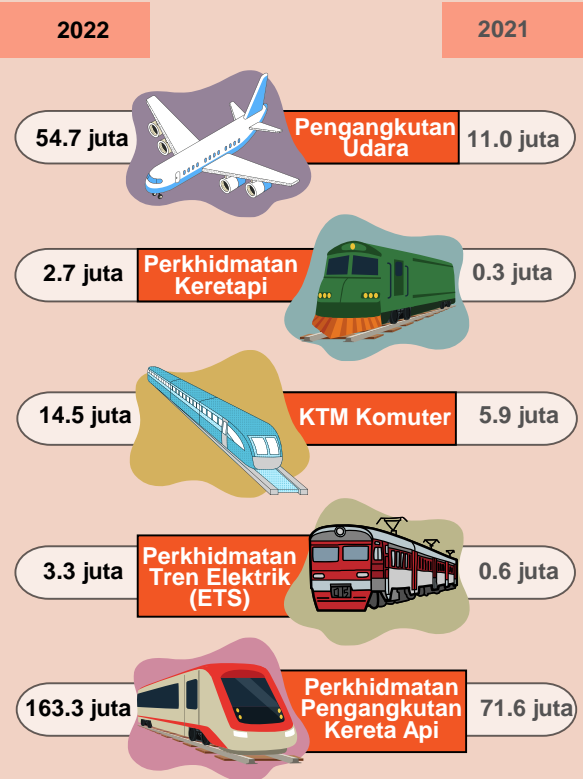 2022
2021
54.7 juta
Pengangkutan
Udara
11.0 juta
2.7 juta
Perkhidmatan
Keretapi
0.3 juta
14.5 juta
KTM Komuter
5.9 juta
3.3 juta
Perkhidmatan
Tren Elektrik
(ETS)
0.6 juta
163.3 juta
Perkhidmatan
Pengangkutan
Kereta Api
71.6 juta